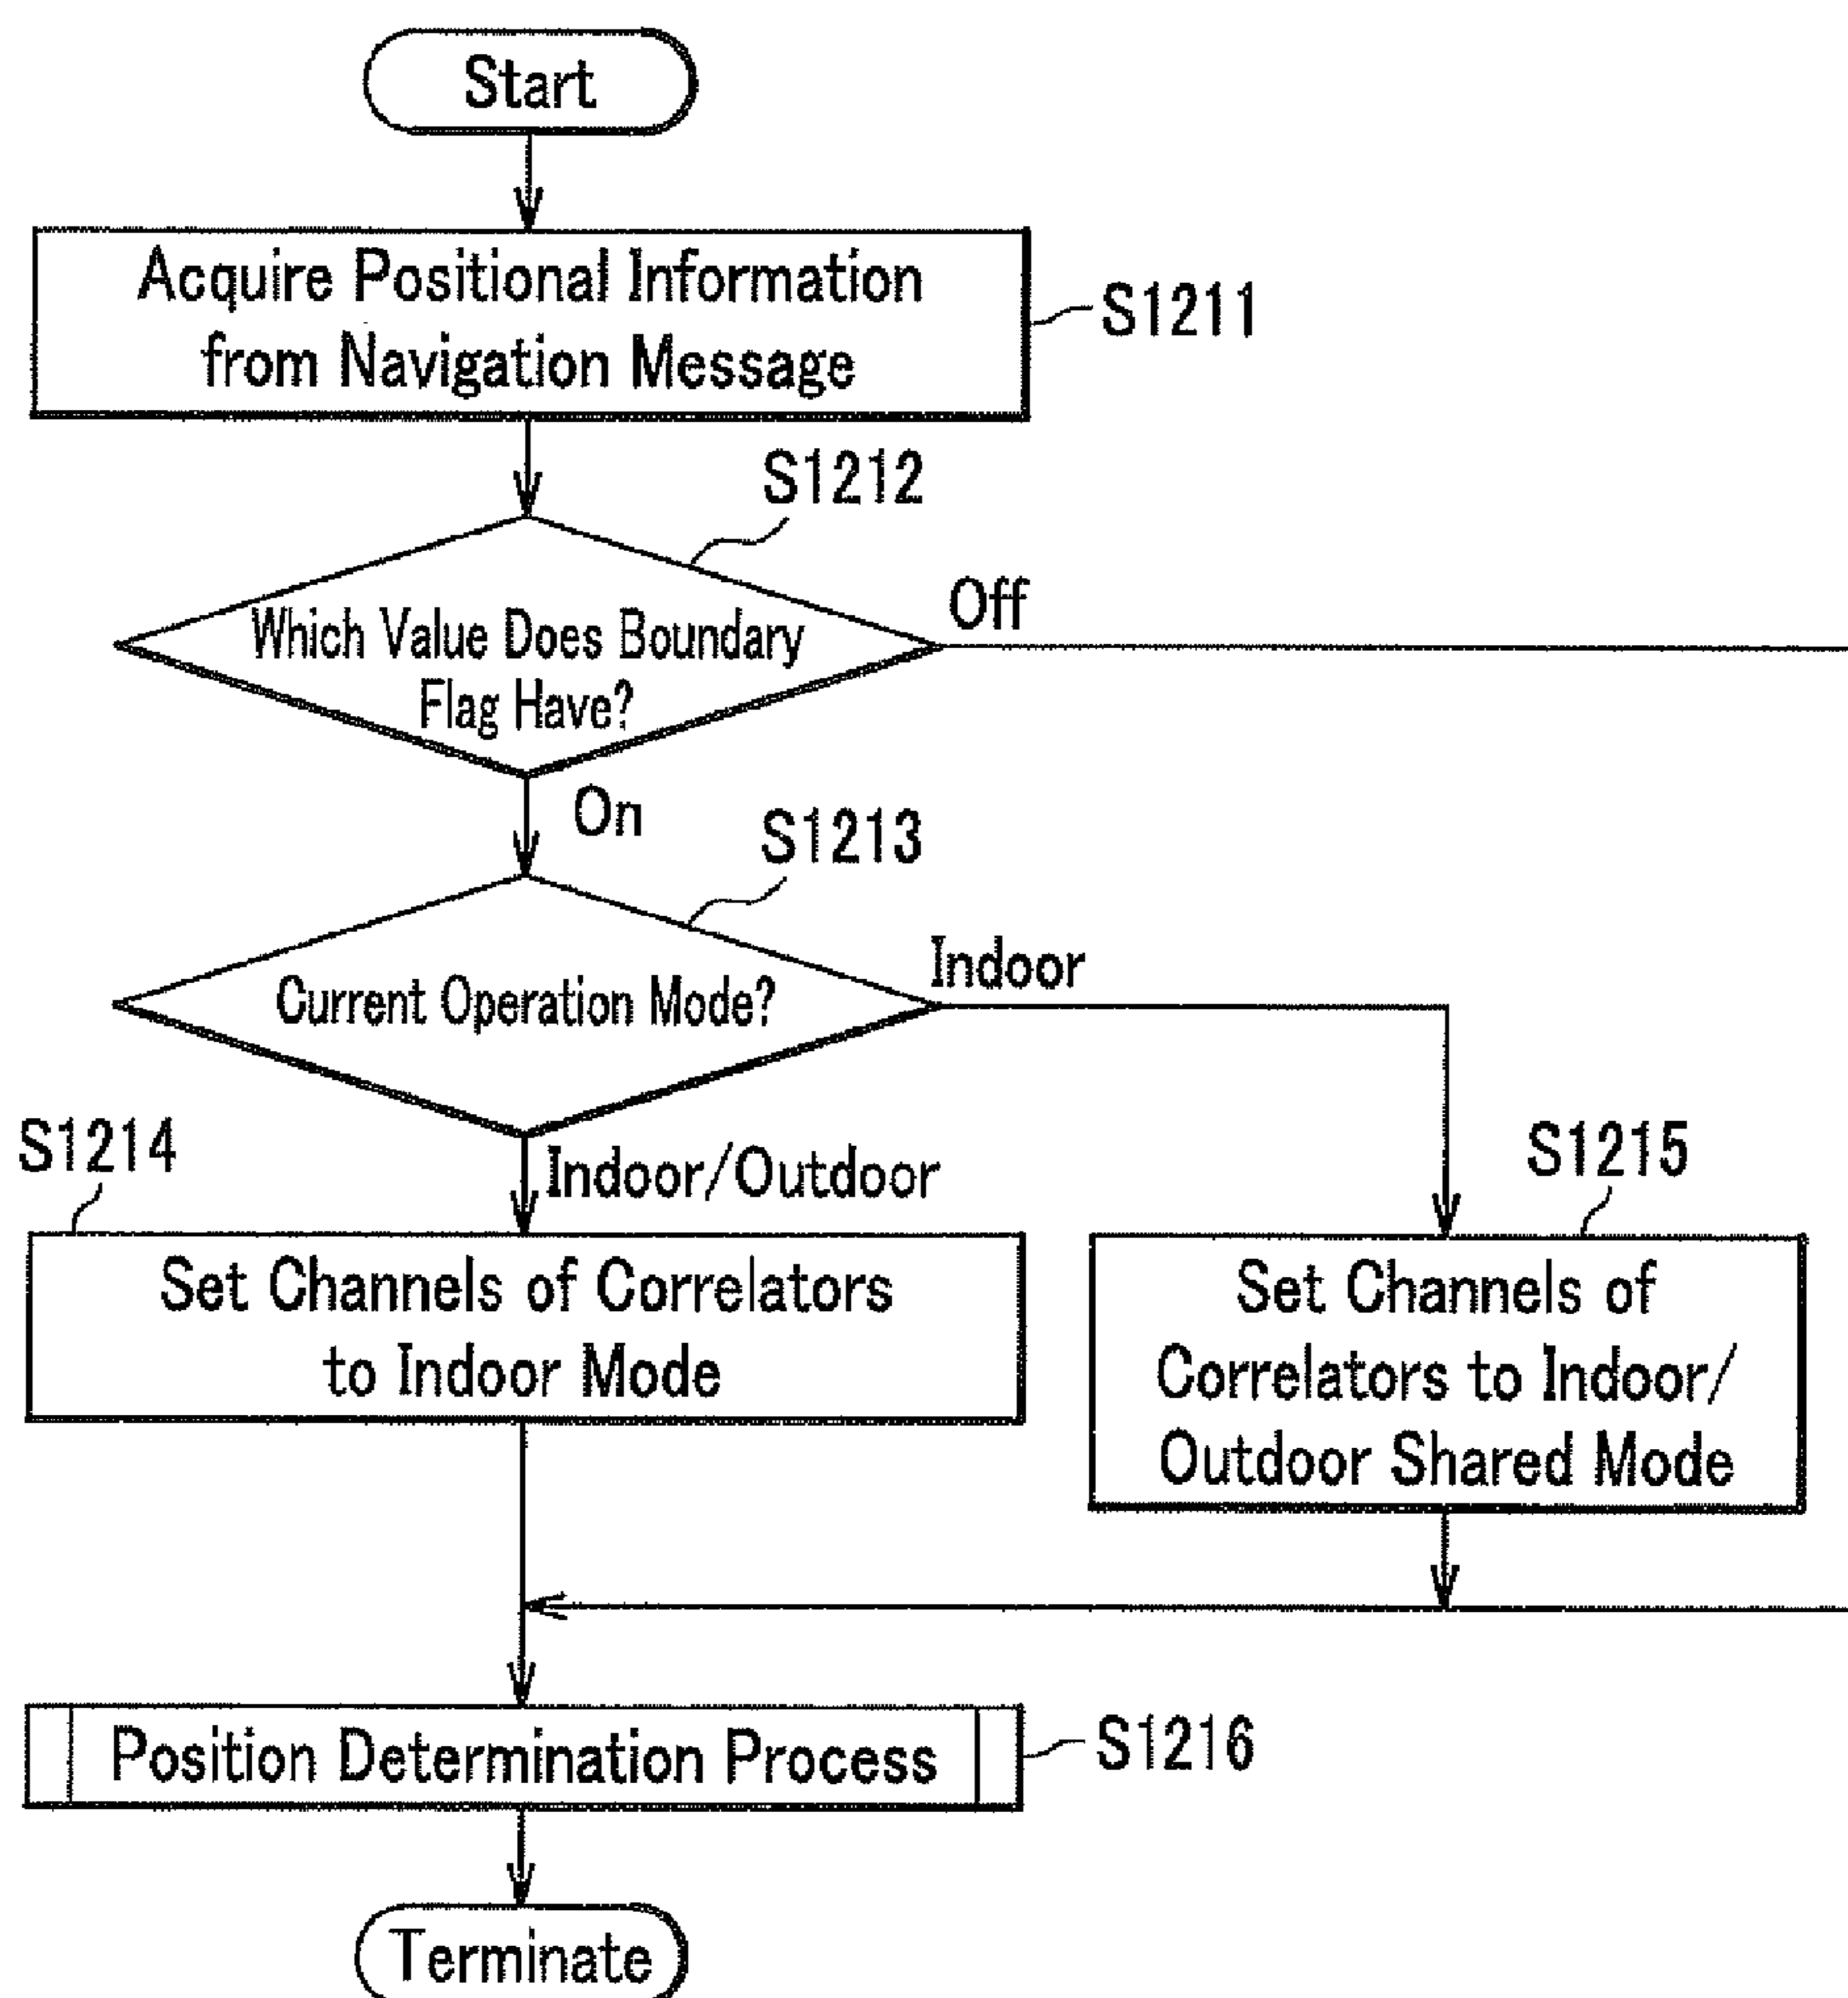 Start
Acquire Positional Information
from Navigation Message
S1211
S1212
Which Value Does Boundary
Flag Have?
Off
On
S1213
Current Operation Mode?
Indoor
S1214
Indoor/Outdoor
S1215
Set Channels of Correlators
to Indoor Mode
Set Channels of
Correlators to Indoor/
Outdoor Shared Mode
Position Determination Process
S1216
Terminate